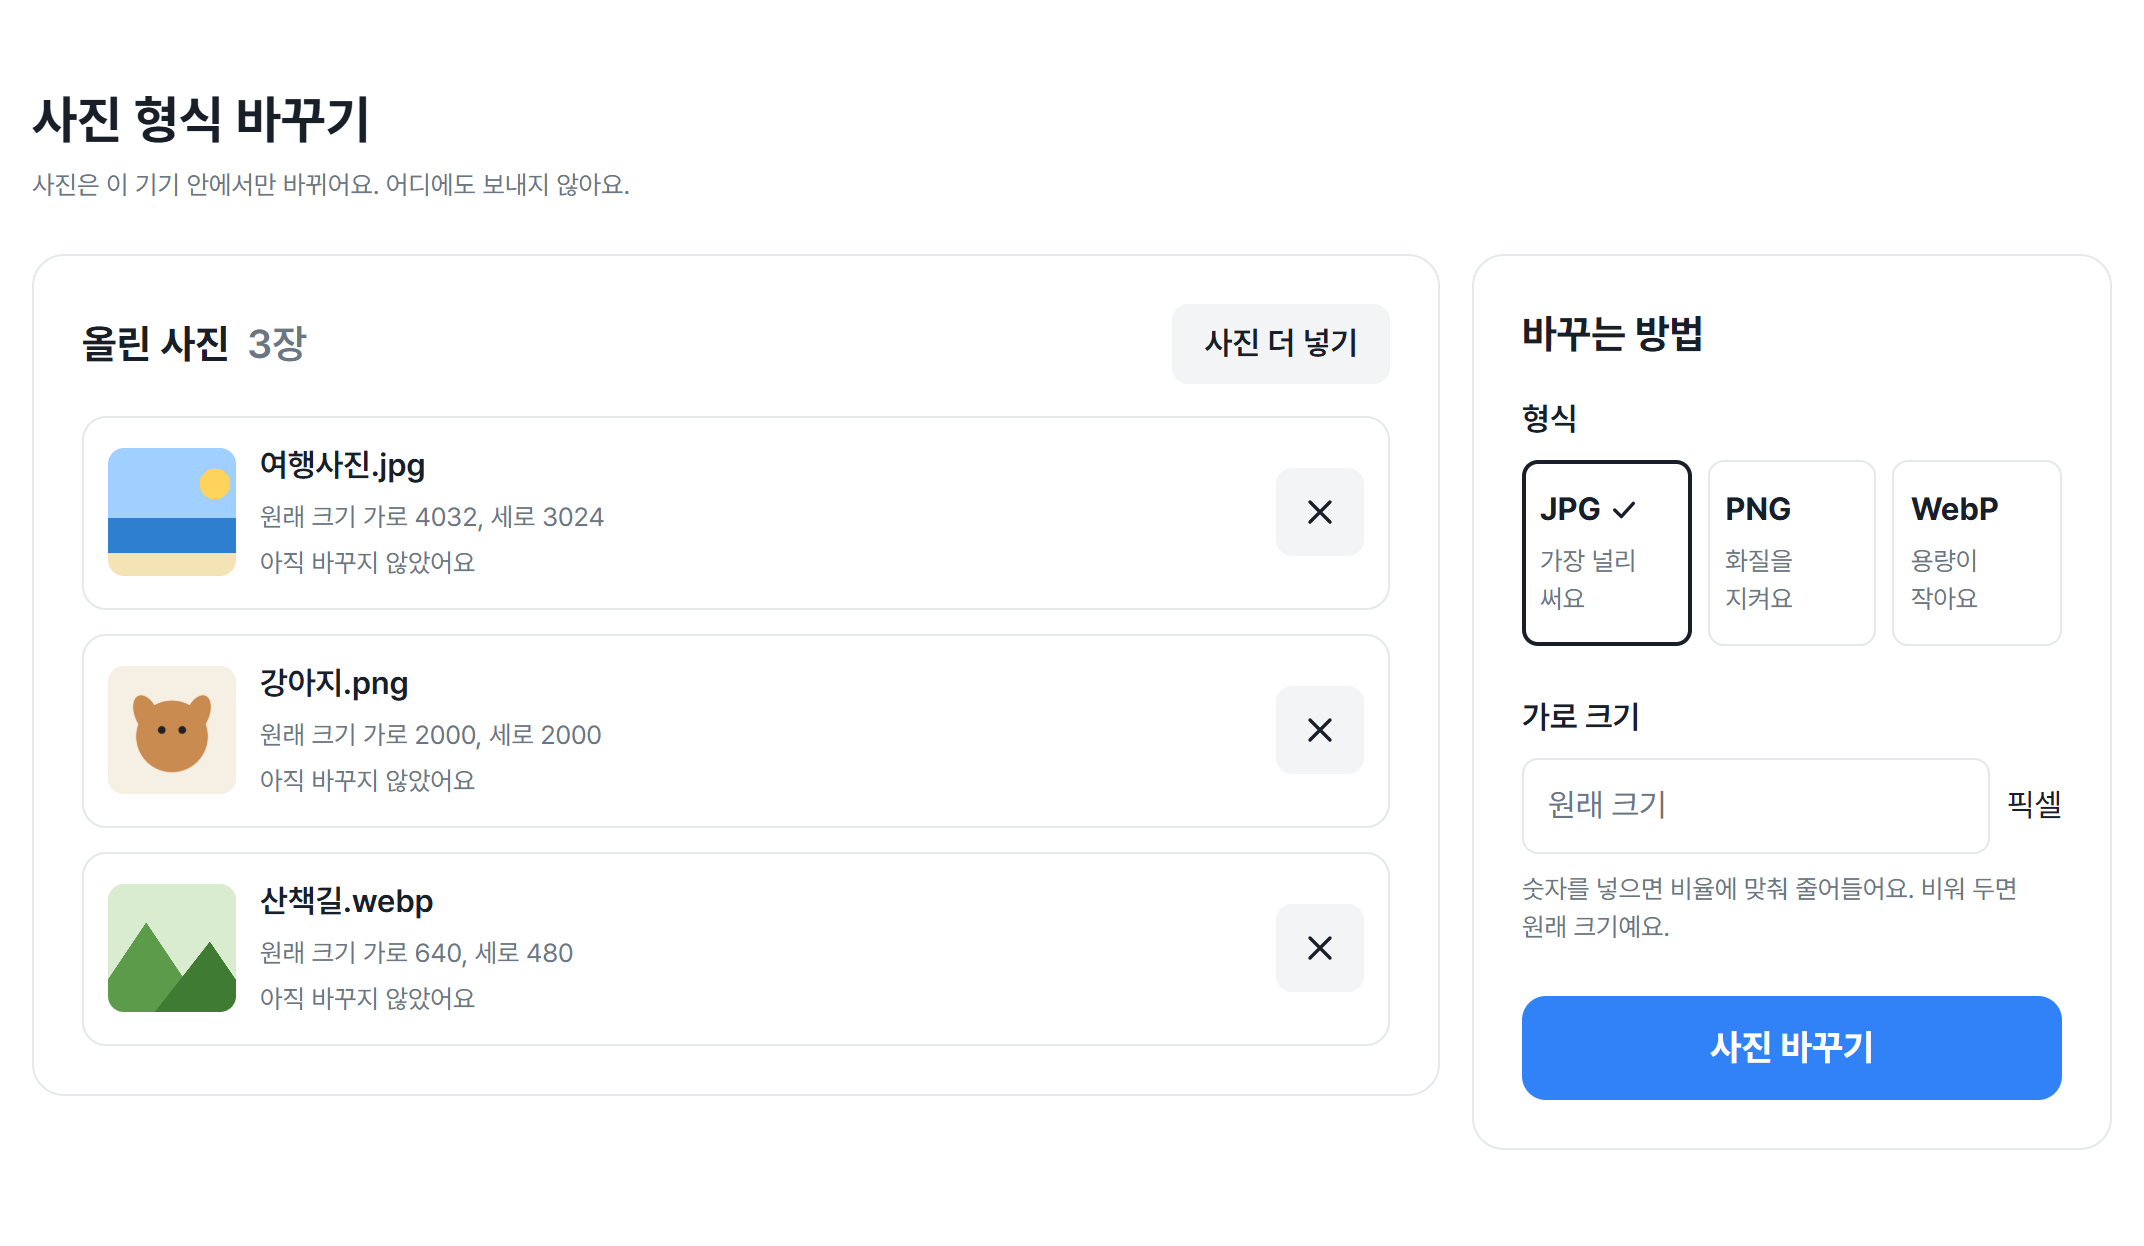 사진 형식 바꾸기
사진은 이 기기 안에서만 바뀌어요. 어디에도 보내지 않아요.
올린 사진 3장
사진 더 넣기
여행사진.jpg
원래 크기 가로 4032, 세로 3024
아직 바꾸지 않았어요
강아지.png
원래 크기 가로 2000, 세로 2000
아직 바꾸지 않았어요
산책길.webp
원래 크기 가로 640, 세로 480
아직 바꾸지 않았어요
바꾸는 방법
형식
JPG
가장 널리
써요
PNG
화질을
지켜요
WebP
용량이
작아요
가로 크기
원래 크기
픽셀
숫자를 넣으면 비율에 맞춰 줄어들어요. 비워 두면
원래 크기예요.
사진 바꾸기